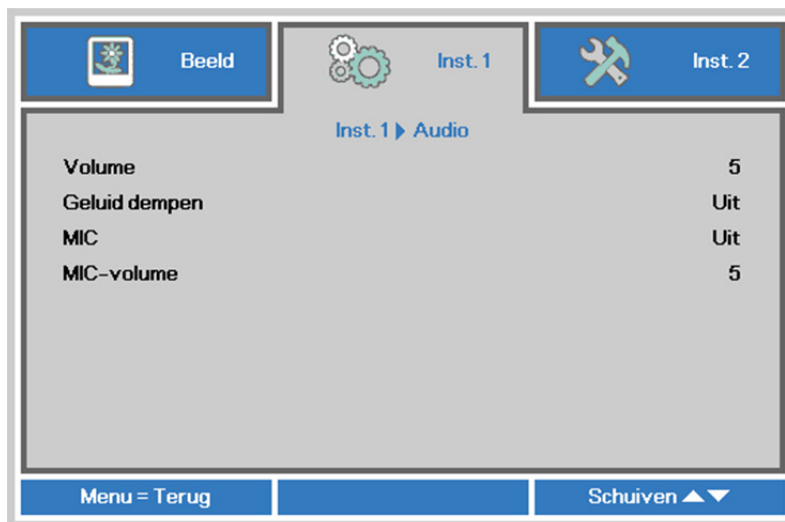 Beeld
Inst. 1
Inst. 2
Inst. 1 ▶ Audio
Volume 5
Geluid dempen Uit
MIC Uit
MIC-volume 5
Menu = Terug
Schuiven ▲▼